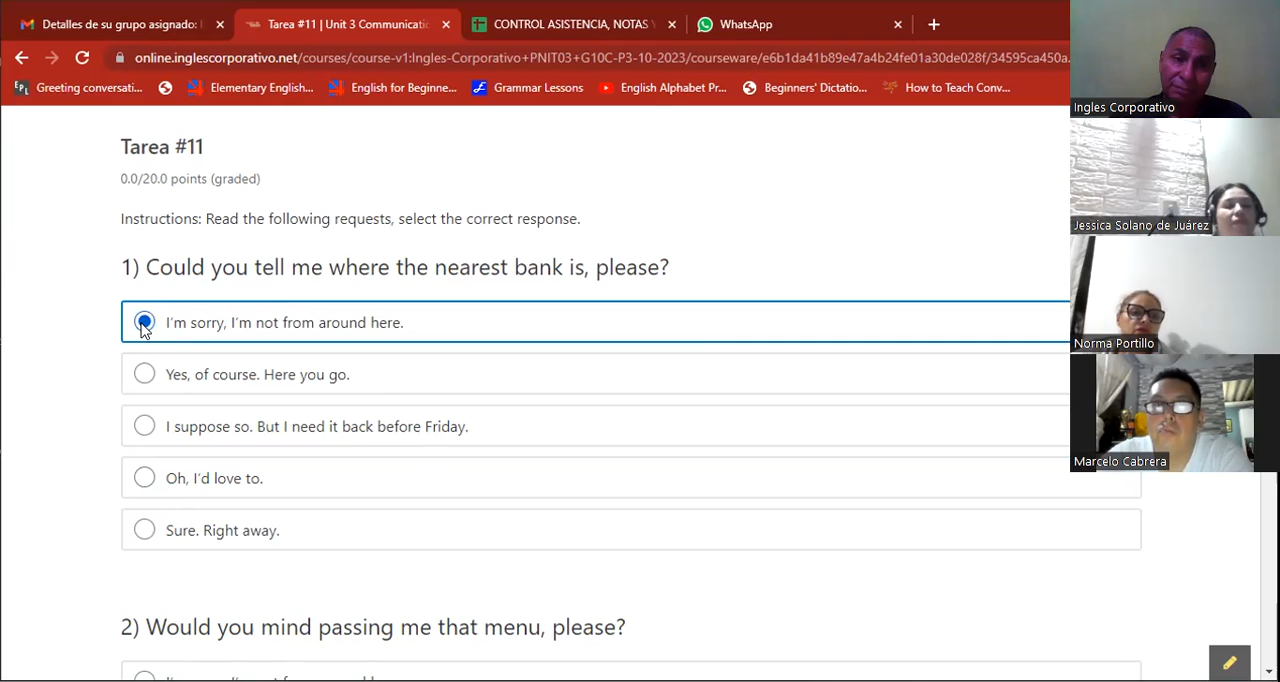 Detalles de su grupo asignado: I
Tarea #11 | Unit 3 Communicatio
CONTROL ASISTENCIA, NOTAS Y
WhatsApp
online.inglescorporativo.net/courses/course-v1:Ingles-Corporativo+PNIT03+G10C-P3-10-2023/courseware/e6b1da41b89e47a4b24fe01a30de028f/34595ca450a.
Greeting conversati...
Elementary English...
English for Beginne...
Grammar Lessons
English Alphabet Pr...
Beginners' Dictatio...
How to Teach Conv...
Ingles Corporativo
Jessica Solano de Juárez
Norma Portillo
Marcelo Cabrera
Tarea #11
0.0/20.0 points (graded)
Instructions: Read the following requests, select the correct response.
1) Could you tell me where the nearest bank is, please?
I'm sorry, I'm not from around here.
Yes, of course. Here you go.
I suppose so. But I need it back before Friday.
Oh, I'd love to.
Sure. Right away.
2) Would you mind passing me that menu, please?